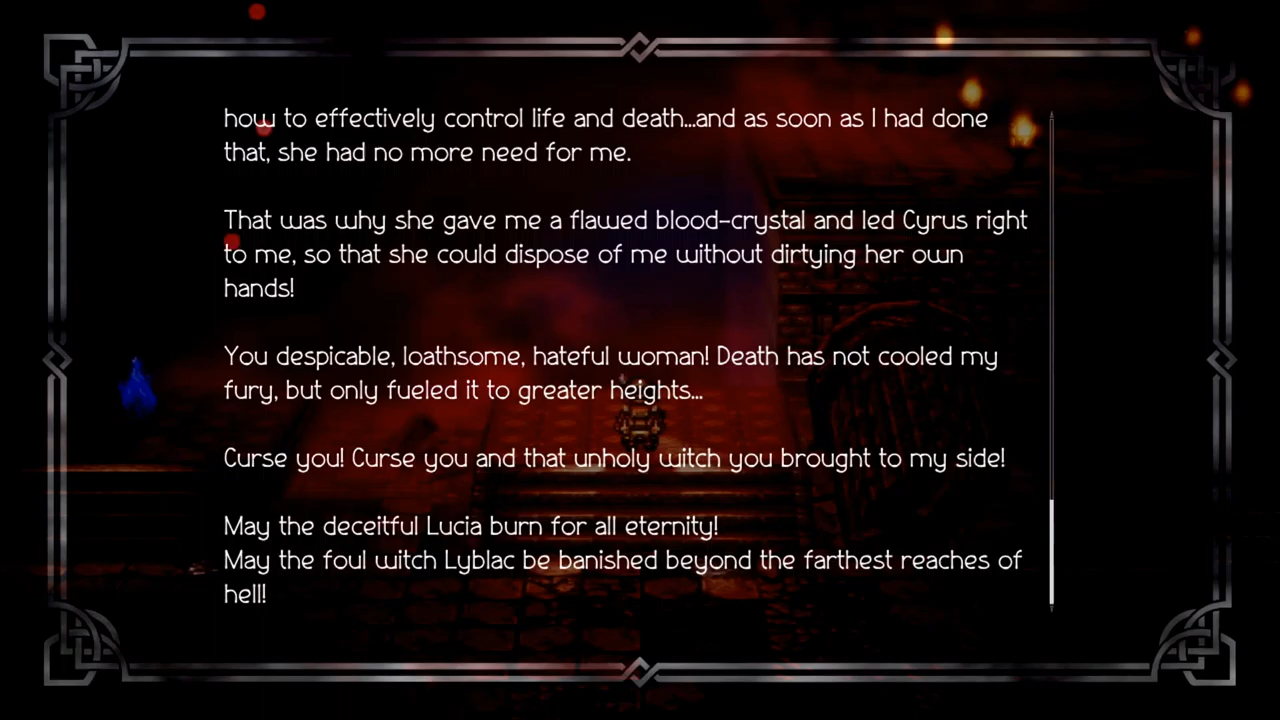 how to effectively control life and death...and as soon as I had done
that, she had no more need for me.
That was why she gave me a flawed blood-crystal and led Cyrus right
to me, so that she could dispose of me without dirtying her own
hands!
You despicable, loathsome, hateful woman! Death has not cooled my
fury, but only fueled it to greater heights...
Curse you! Curse you and that unholy witch you brought to my side!
May the deceitful Lucia burn for all eternity!
May the foul witch Lyblac be banished beyond the farthest reaches of
hell!